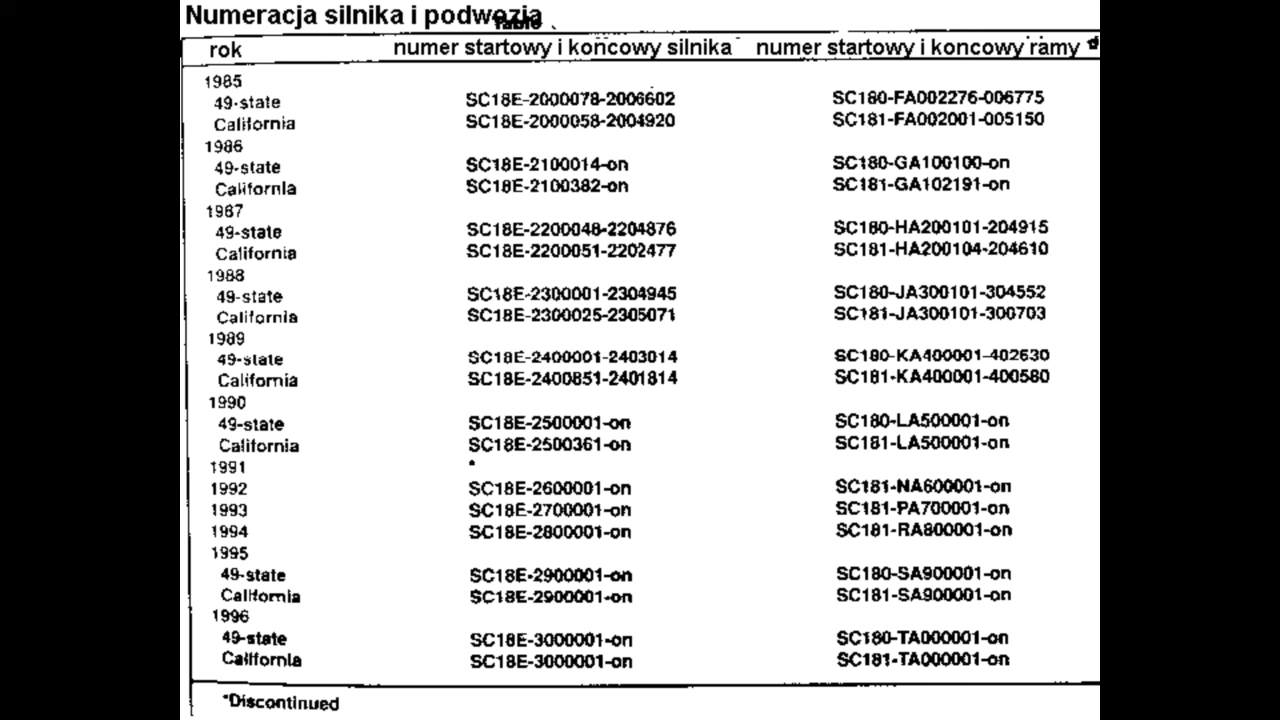 Numeracja silnika i podwozia
Table
rok numer startowy i koncowy silnika numer startowy i koncowy ramy
1985
49-state SC18E-2000078-2006602 SC180-FA002276-006775
California SC18E-2000058-2004920 SC181-FA002001-005150
1986
49-state SC18E-2100014-on SC180-GA100100-on
California SC18E-2100382-on SC181-GA102191-on
1987
49-state SC18E-2200048-2204876 SC180-HA200101-204915
California SC18E-2200051-2202477 SC181-HA200104-204610
1988
49-state SC18E-2300001-2304945 SC180-JA300101-304552
California SC18E-2300025-2305071 SC181-JA300101-300703
1989
49-state SC18E-2400001-2403014 SC180-KA400001-402630
California SC18E-2400851-2401814 SC181-KA400001-400580
1990
49-state SC18E-2500001-on SC180-LA500001-on
California SC18E-2500361-on SC181-LA500001-on
1991 *
1992 SC18E-2600001-on SC181-NA600001-on
1993 SC18E-2700001-on SC181-PA700001-on
1994 SC18E-2800001-on SC181-RA800001-on
1995
49-state SC18E-2900001-on SC180-SA900001-on
California SC18E-2900001-on SC181-SA900001-on
1996
49-state SC18E-3000001-on SC180-TA000001-on
California SC18E-3000001-on SC181-TA000001-on
*Discontinued